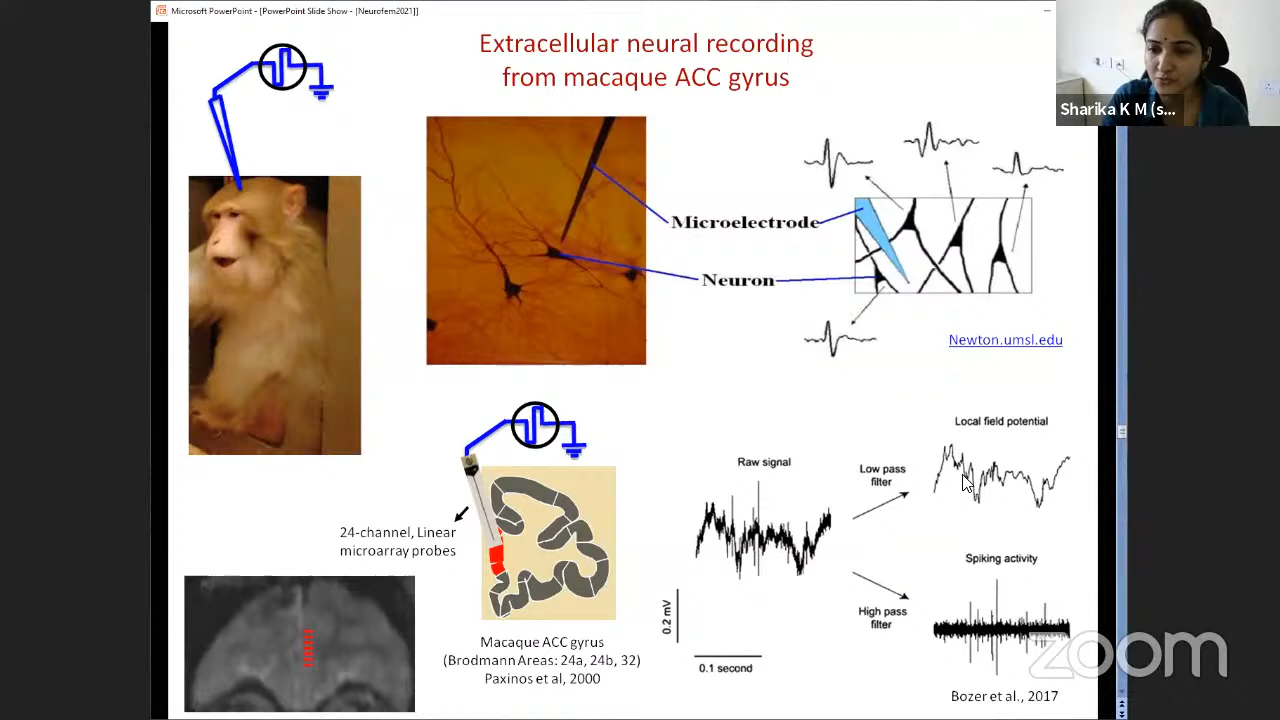 Microsoft PowerPoint - [PowerPoint Slide Show - [Neurofem2021]]
Extracellular neural recording
from macaque ACC gyrus
Sharika K M (s...
Microelectrode
Neuron
Newton.umsl.edu
24-channel, Linear
microarray probes
Macaque ACC gyrus
(Brodmann Areas: 24a, 24b, 32)
Paxinos et al, 2000
Raw signal
0.2 mV
0.1 second
Low pass
filter
High pass
filter
Local field potential
Spiking activity
Bozer et al., 2017
zoom